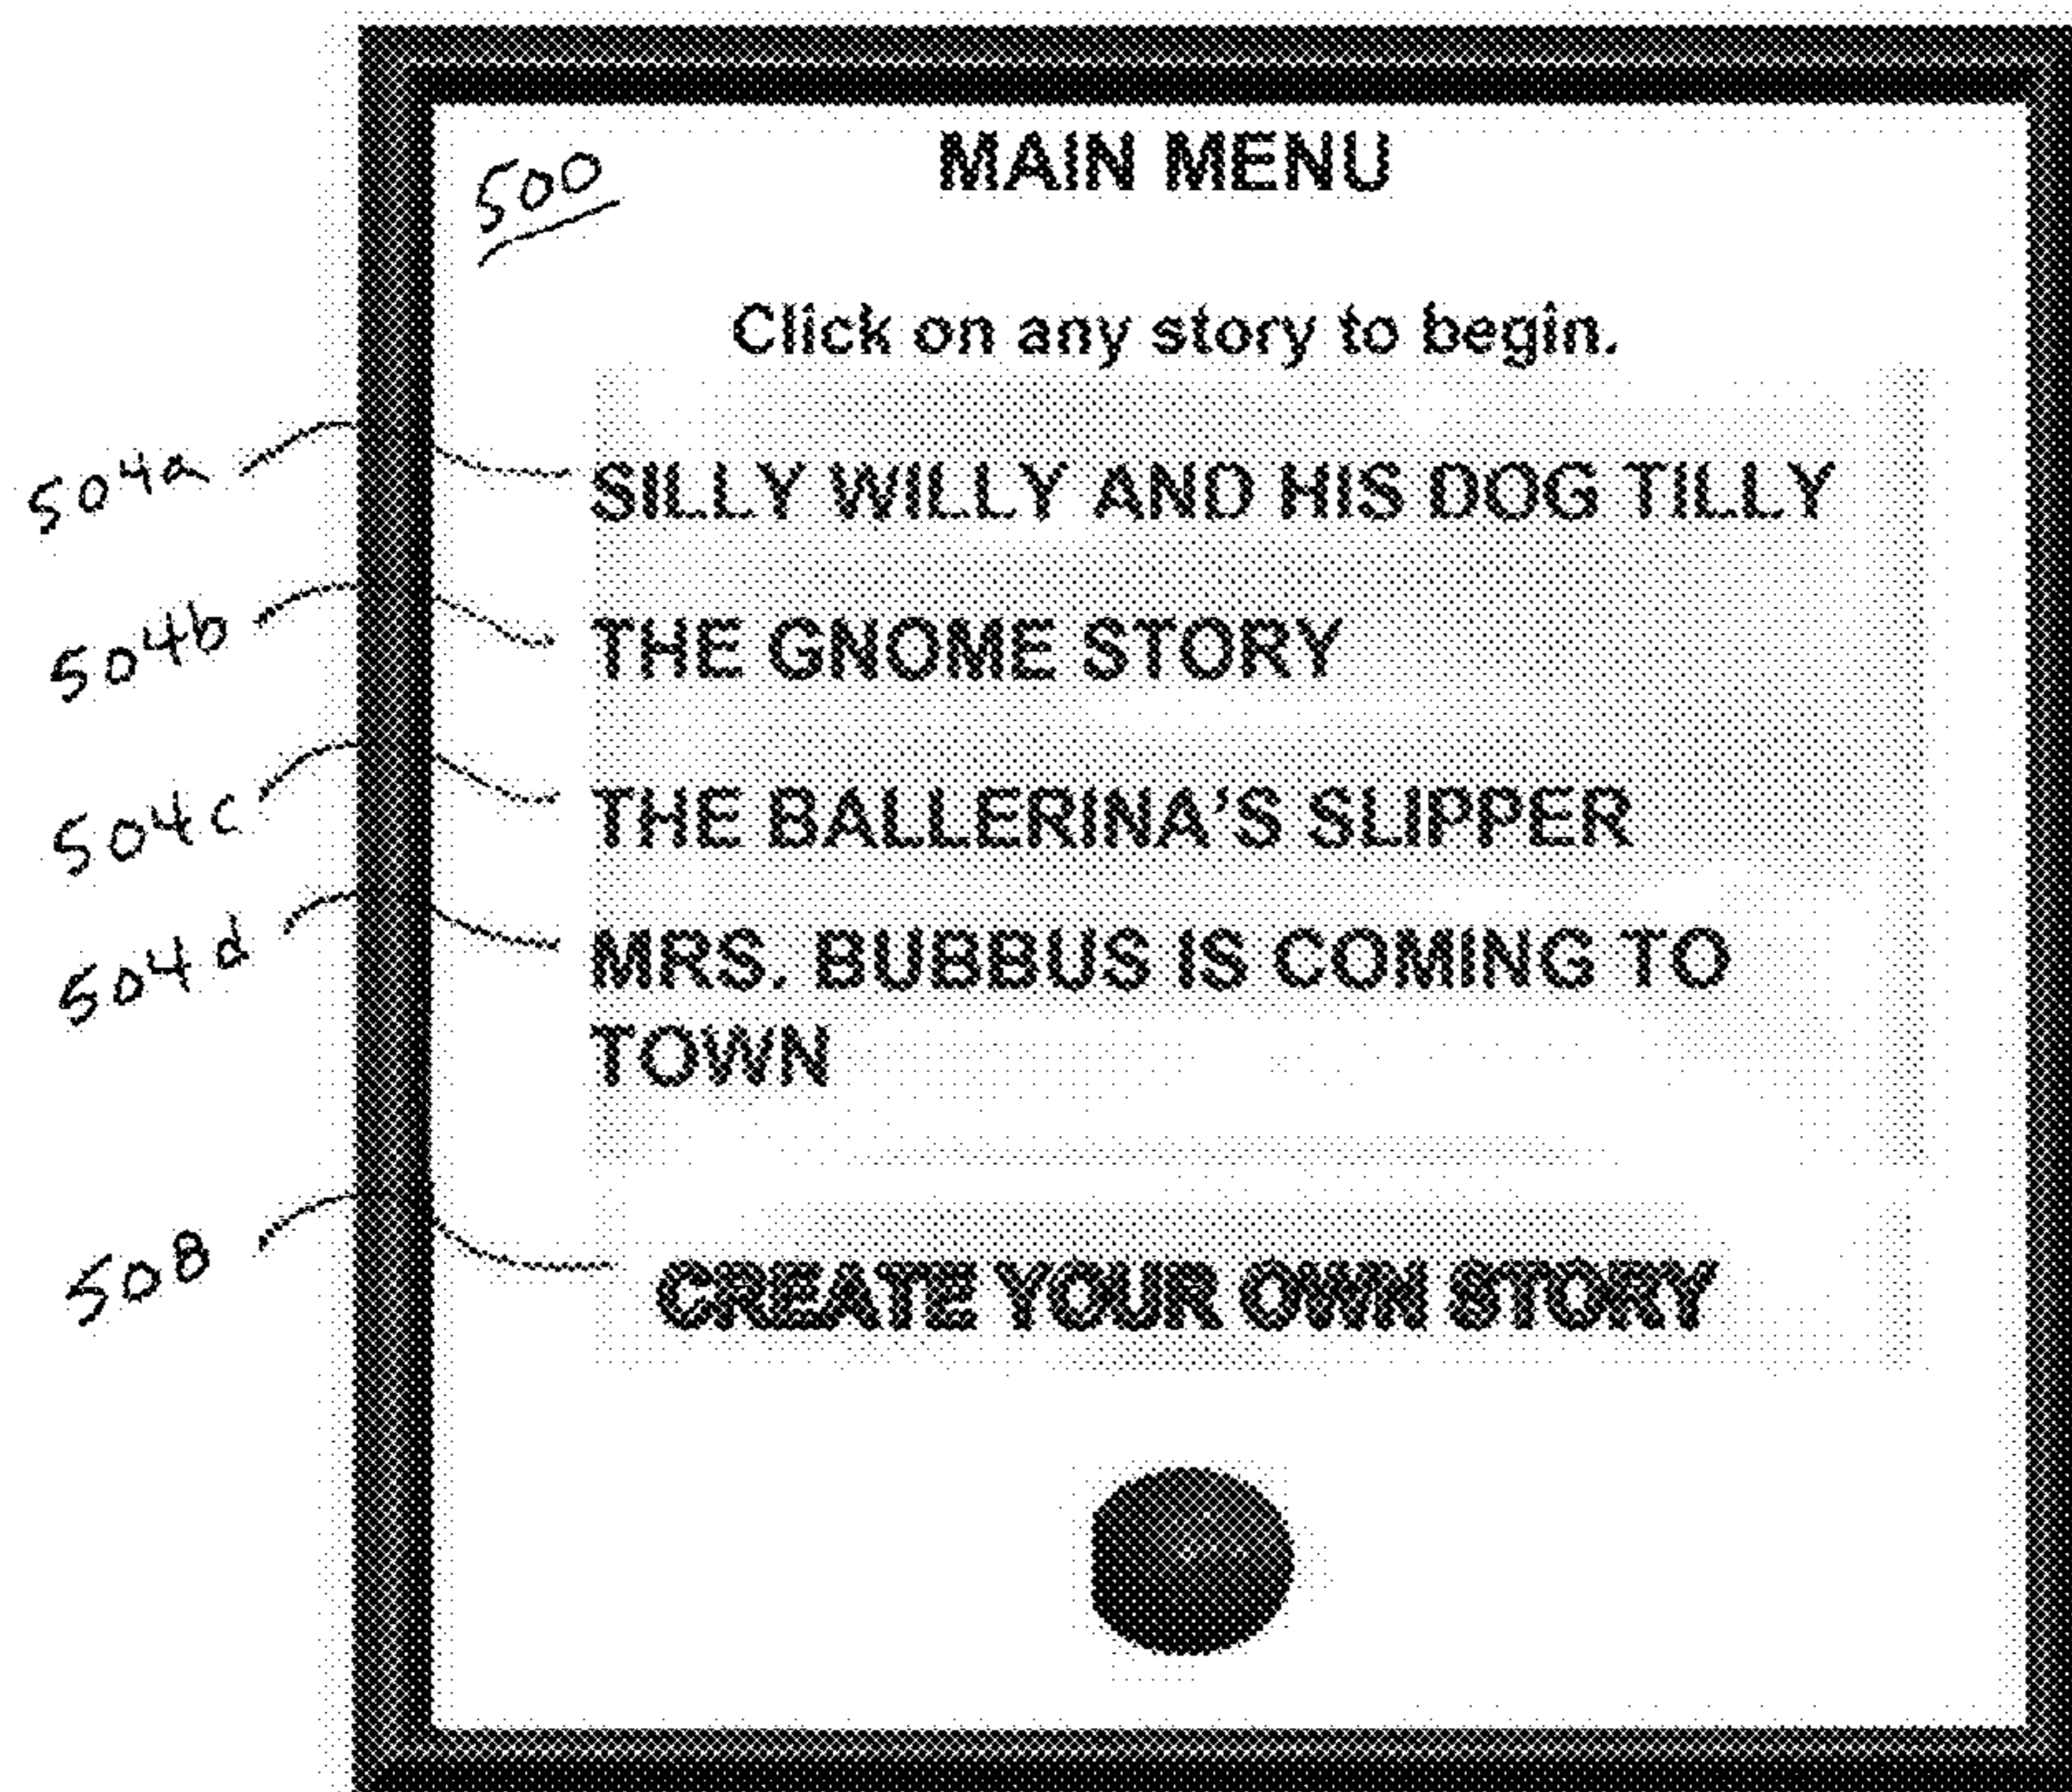 500
MAIN MENU
Click on any story to begin.
504a
SILLY WILLY AND HIS DOG TILLY
504b
THE GNOME STORY
504c
THE BALLERINA'S SLIPPER
504d
MRS. BUBBUS IS COMING TO
TOWN
508
CREATE YOUR OWN STORY